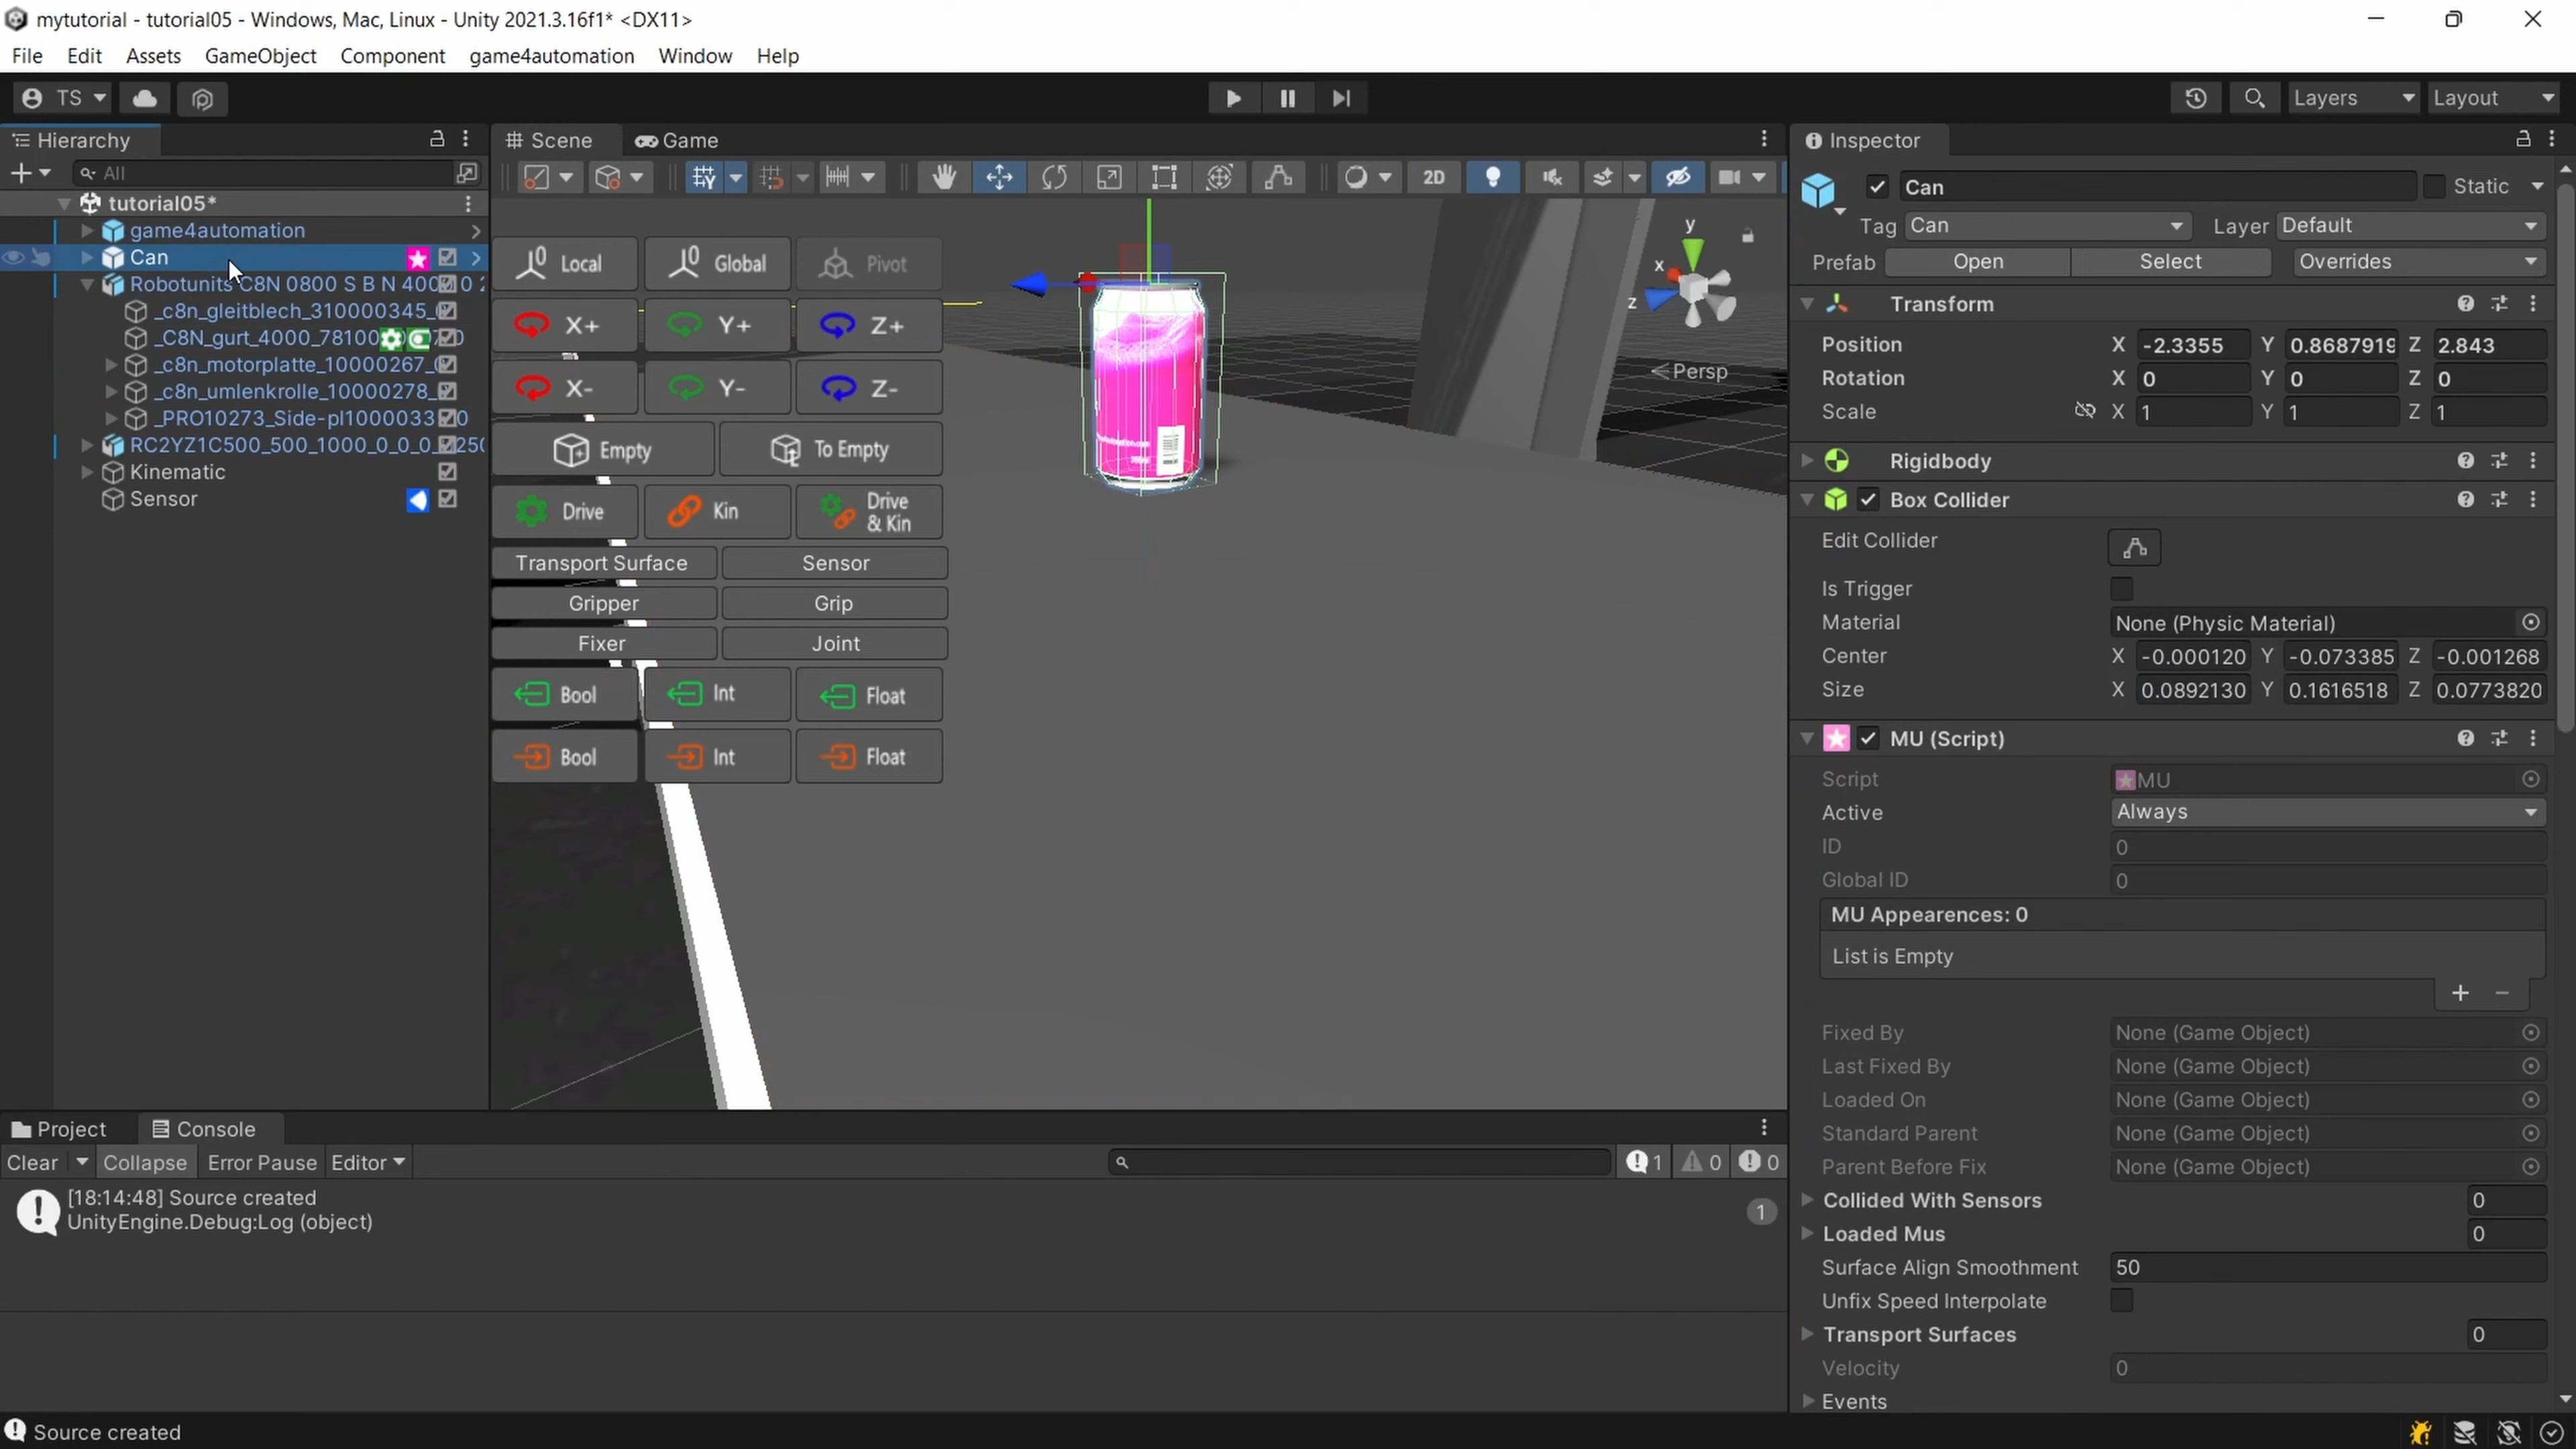 mytutorial - tutorial05 - Windows, Mac, Linux - Unity 2021.3.16f1* <DX11>
File Edit Assets GameObject Component game4automation Window Help
TS Layers Layout
Hierarchy
All
tutorial05*
game4automation
Can
Robotunits C8N 0800 S B N 400
_c8n_gleitblech_310000345_
_C8N_gurt_4000_78100
_c8n_motorplatte_10000267_
_c8n_umlenkrolle_10000278_
_PRO10273_Side-pl1000033
RC2YZ1C500_500_1000_0_0_0_
Kinematic
Sensor
Scene Game
2D
Local Global Pivot
X+ Y+ Z+
X- Y- Z-
Empty To Empty
Drive Kin Drive & Kin
Transport Surface Sensor
Gripper Grip
Fixer Joint
Bool Int Float
Bool Int Float
y
x
z
Persp
Inspector
Can Static
Tag Can Layer Default
Prefab Open Select Overrides
Transform
Position X -2.3355 Y 0.8687919 Z 2.843
Rotation X 0 Y 0 Z 0
Scale X 1 Y 1 Z 1
Rigidbody
Box Collider
Edit Collider
Is Trigger
Material None (Physic Material)
Center X -0.000120 Y -0.073385 Z -0.001268
Size X 0.0892130 Y 0.1616518 Z 0.0773820
MU (Script)
Script MU
Active Always
ID 0
Global ID 0
MU Appearences: 0
List is Empty
Fixed By None (Game Object)
Last Fixed By None (Game Object)
Loaded On None (Game Object)
Standard Parent None (Game Object)
Parent Before Fix None (Game Object)
Collided With Sensors 0
Loaded Mus 0
Surface Align Smoothment 50
Unfix Speed Interpolate
Transport Surfaces 0
Velocity 0
Events
Project Console
Clear Collapse Error Pause Editor 1 0 0
[18:14:48] Source created
UnityEngine.Debug:Log (object)
1
Source created